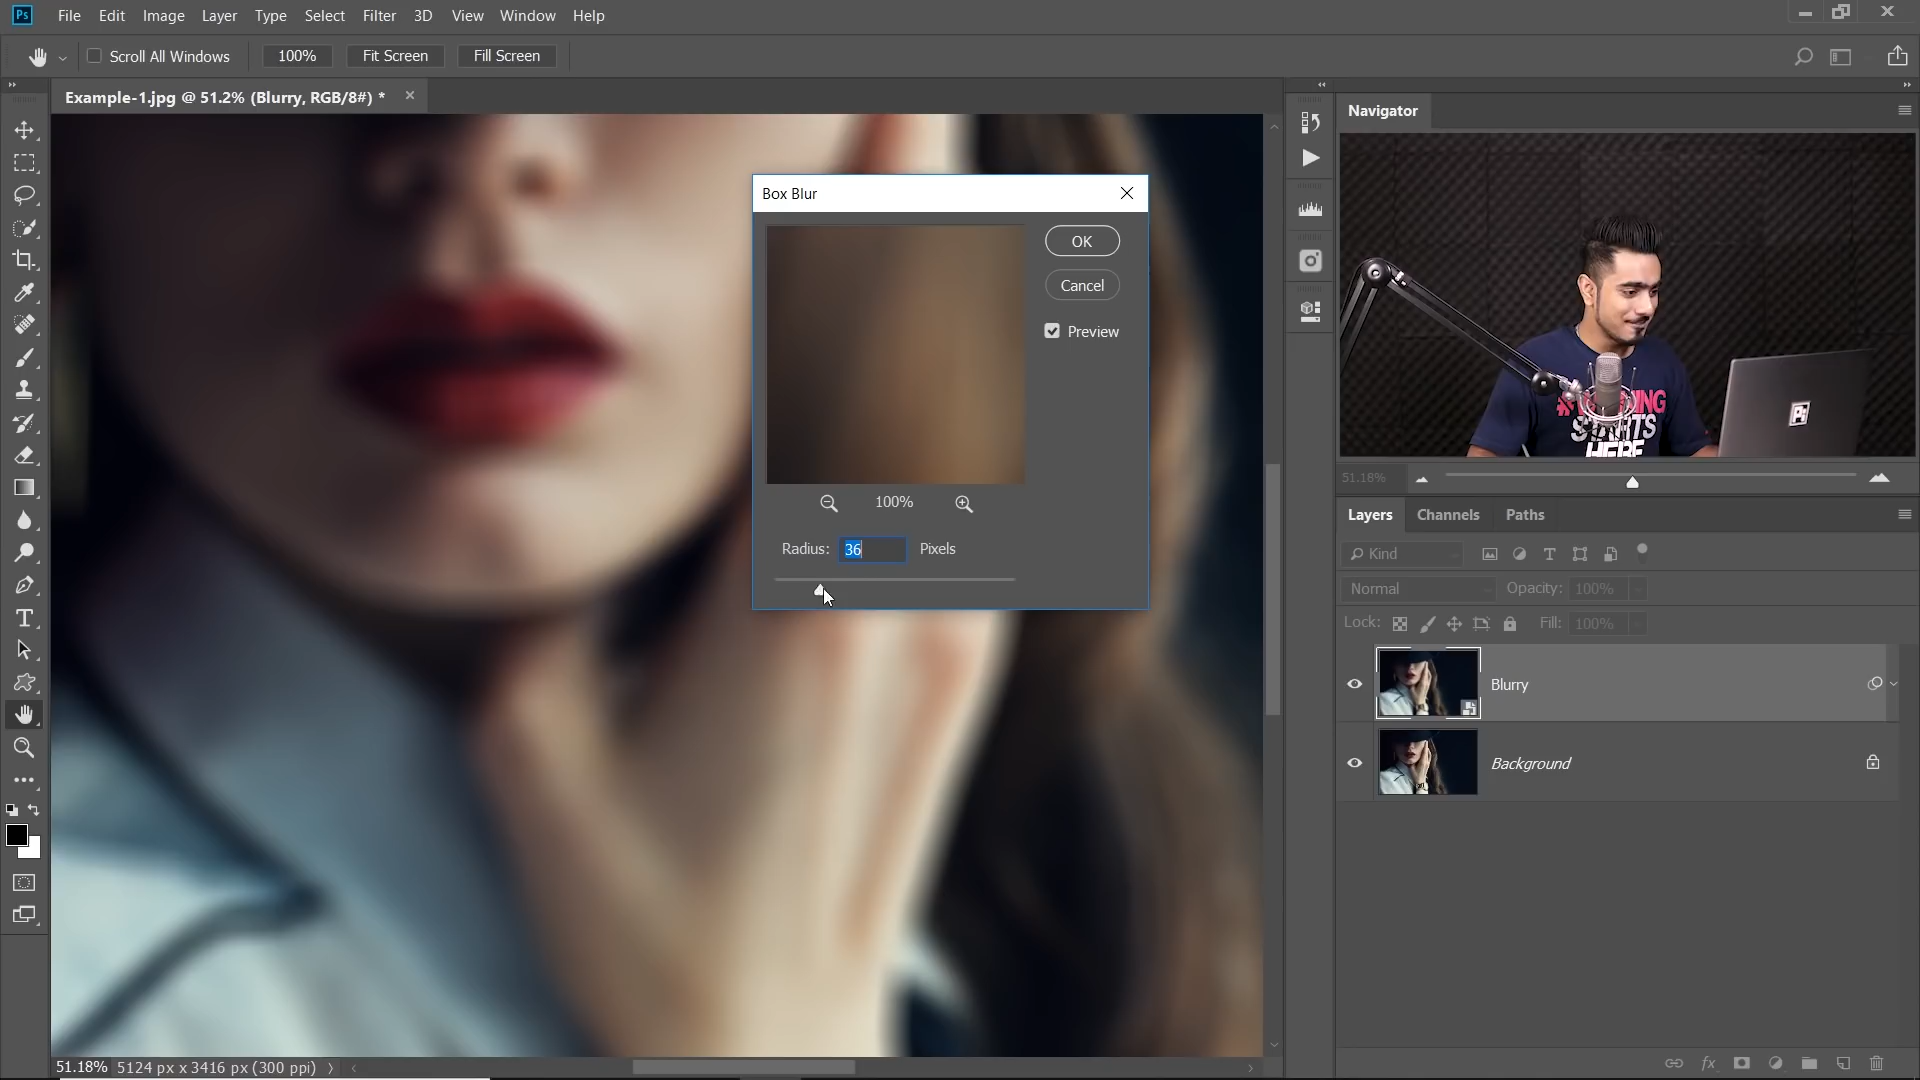 Ps File Edit Image Layer Type Select Filter 3D View Window Help
Scroll All Windows 100% Fit Screen Fill Screen
Example-1.jpg @ 51.2% (Blurry, RGB/8#) * ×
Navigator
Box Blur
OK
Cancel
Preview
100%
Radius: 36 Pixels
STARTS
HERE
51.18%
Layers Channels Paths
Kind
Normal Opacity: 100%
Lock: Fill: 100%
Blurry
Background
fx
51.18% 5124 px x 3416 px (300 ppi)